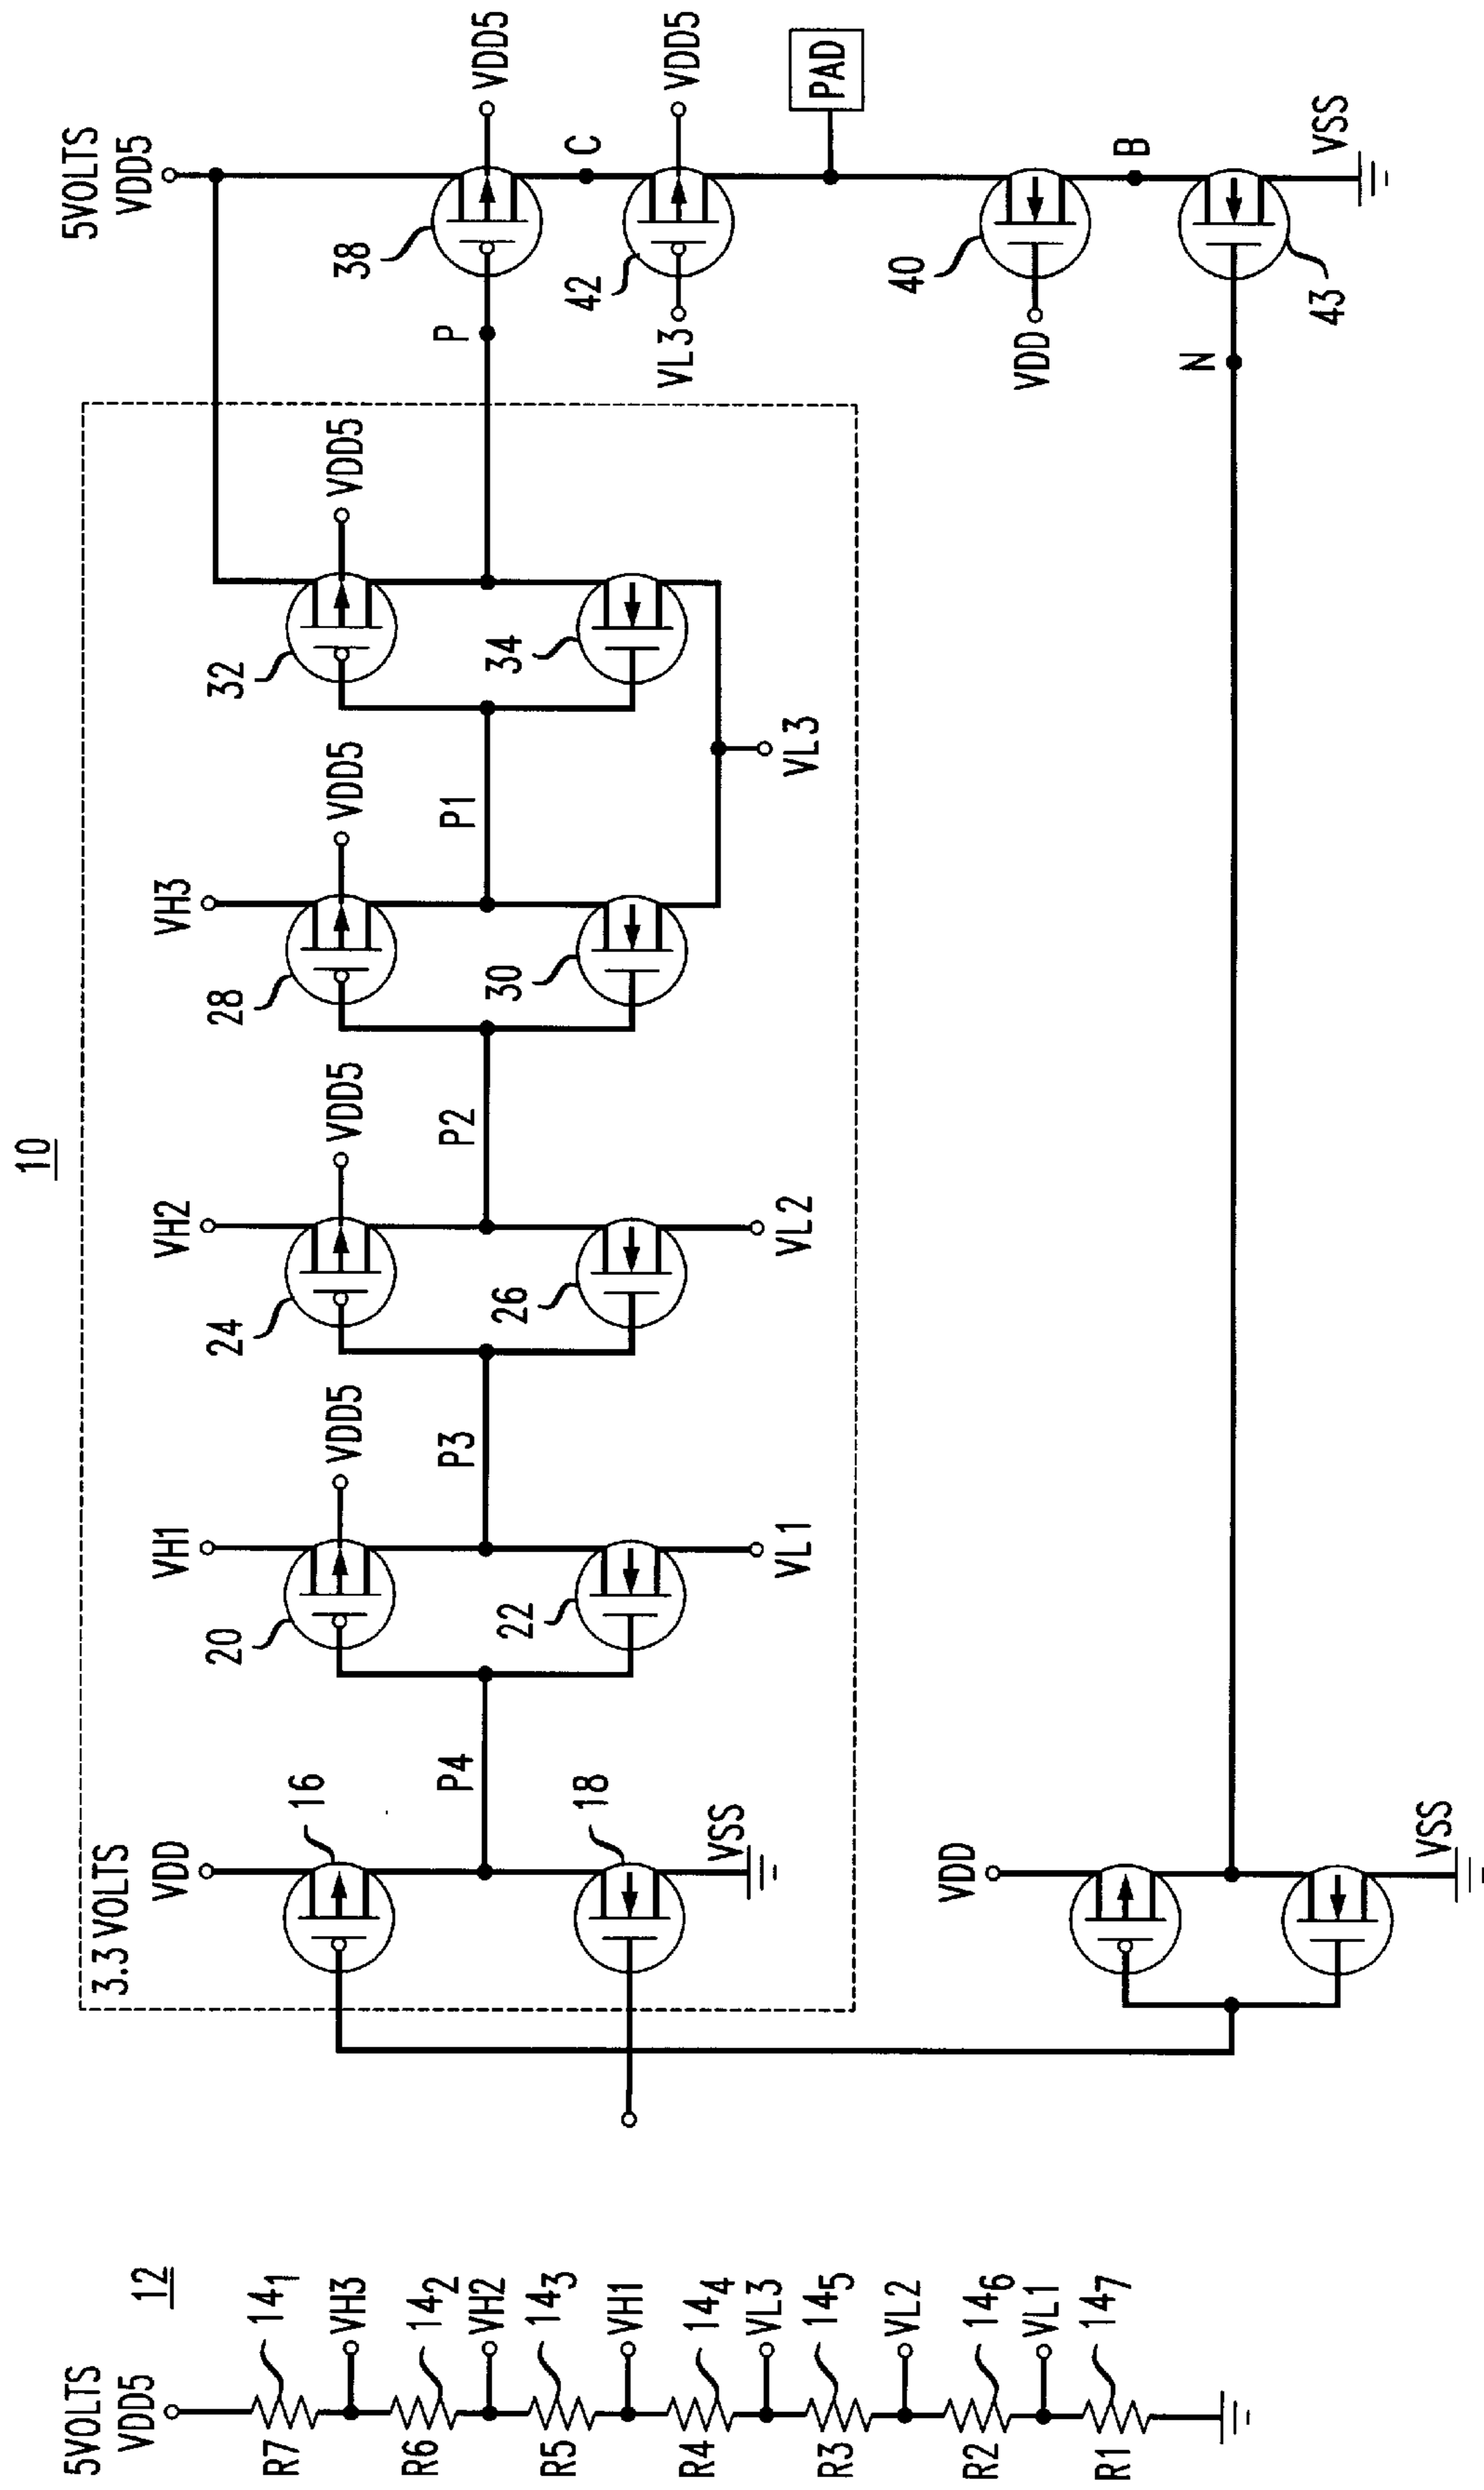 10
5VOLTS
VDD5
12
R7
14₁
VH3
R6
14₂
VH2
R5
14₃
VH1
R4
14₄
VL3
R3
14₅
VL2
R2
14₆
VL1
R1
14₇
3.3 VOLTS
VDD
16
18
VSS
P4
VH1
20
VDD5
22
VL1
P3
VH2
24
VDD5
26
VL2
P2
VH3
28
VDD5
30
P1
VL3
32
VDD5
34
5VOLTS
VDD5
P
38
VDD5
C
42
VL3
VDD5
PAD
40
VDD
B
N
43
VSS
VDD
VSS